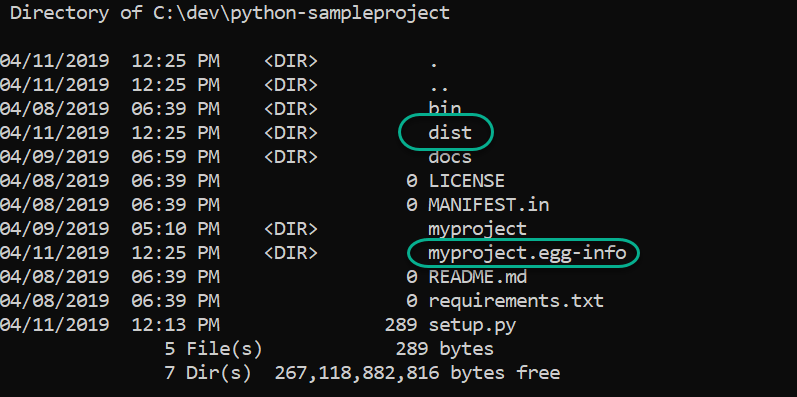 Directory of C:\dev\python-sampleproject
04/11/2019  12:25 PM    <DIR>          .
04/11/2019  12:25 PM    <DIR>          ..
04/08/2019  06:39 PM    <DIR>          bin
04/11/2019  12:25 PM    <DIR>          dist
04/09/2019  06:59 PM    <DIR>          docs
04/08/2019  06:39 PM                 0 LICENSE
04/08/2019  06:39 PM                 0 MANIFEST.in
04/09/2019  05:10 PM    <DIR>          myproject
04/11/2019  12:25 PM    <DIR>          myproject.egg-info
04/08/2019  06:39 PM                 0 README.md
04/08/2019  06:39 PM                 0 requirements.txt
04/11/2019  12:13 PM               289 setup.py
5 File(s)            289 bytes
7 Dir(s)  267,118,882,816 bytes free